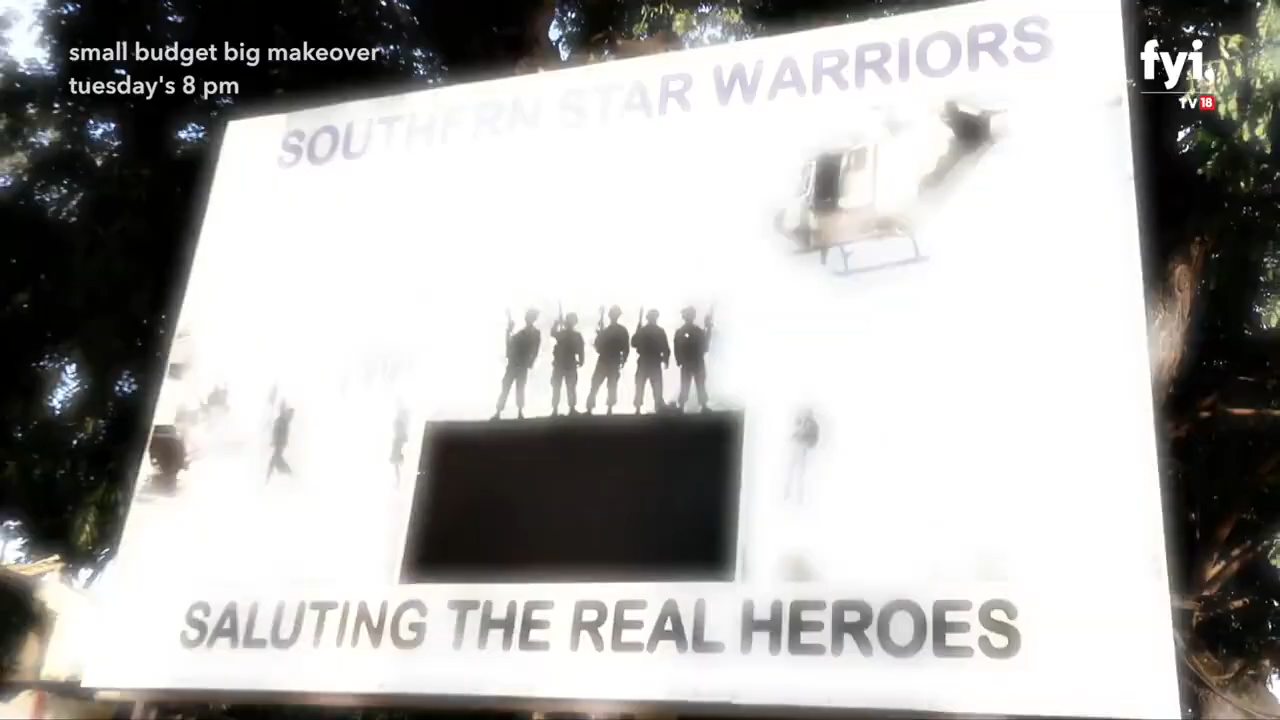 small budget big makeover
tuesday's 8 pm
fyi,
TV18
SOUTHERN STAR WARRIORS
SALUTING THE REAL HEROES